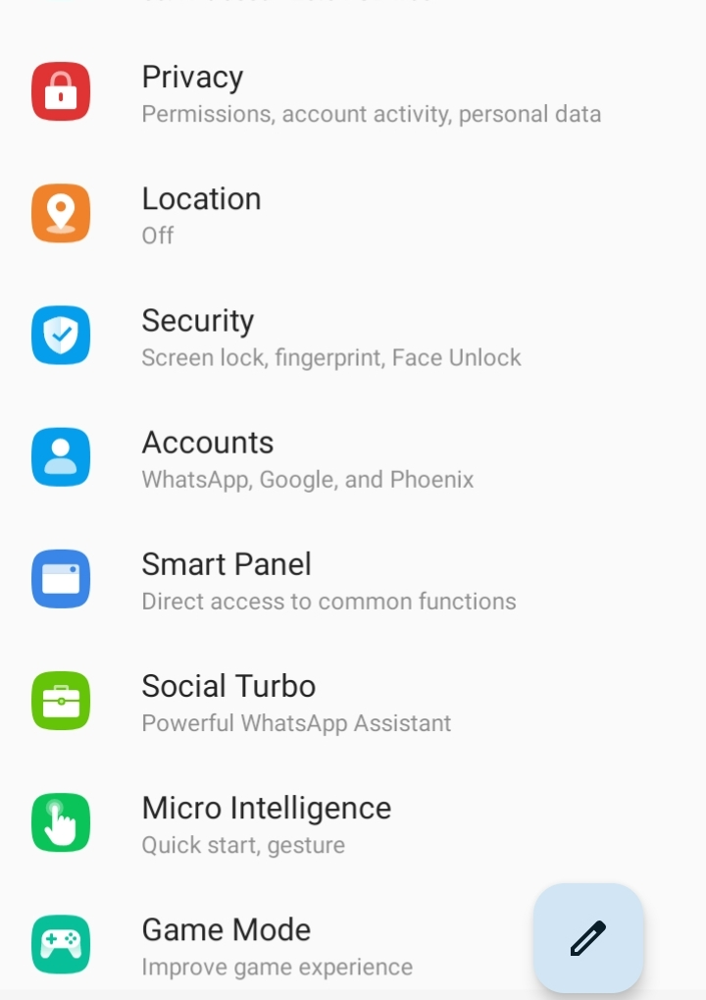 Privacy
Permissions, account activity, personal data
Location
Off
Security
Screen lock, fingerprint, Face Unlock
Accounts
WhatsApp, Google, and Phoenix
Smart Panel
Direct access to common functions
Social Turbo
Powerful WhatsApp Assistant
Micro Intelligence
Quick start, gesture
Game Mode
Improve game experience